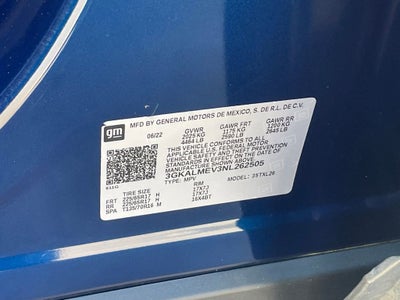 MFD BY GENERAL MOTORS DE MEXICO, S. DE R.L. DE C.V.
gm
06/22 GVWR GAWR FRT GAWR RR
2025 KG 1175 KG 1200 KG
4464 LB 2590 LB 2645 LB
THIS VEHICLE CONFORMS TO ALL
APPLICABLE U.S. FEDERAL MOTOR
VEHICLE SAFETY AND THEFT PREVENTION
STANDARDS IN EFFECT ON THE DATE OF
MANUFACTURE SHOWN ABOVE.
3GKALMEV3NL262505
TYPE: MPV MODEL: 3STXL26
TIRE SIZE RIM
FRT 225/65R17 H 17X7J
RR 225/65R17 H 17X7J
SPA T135/70R16 M 16X4BT